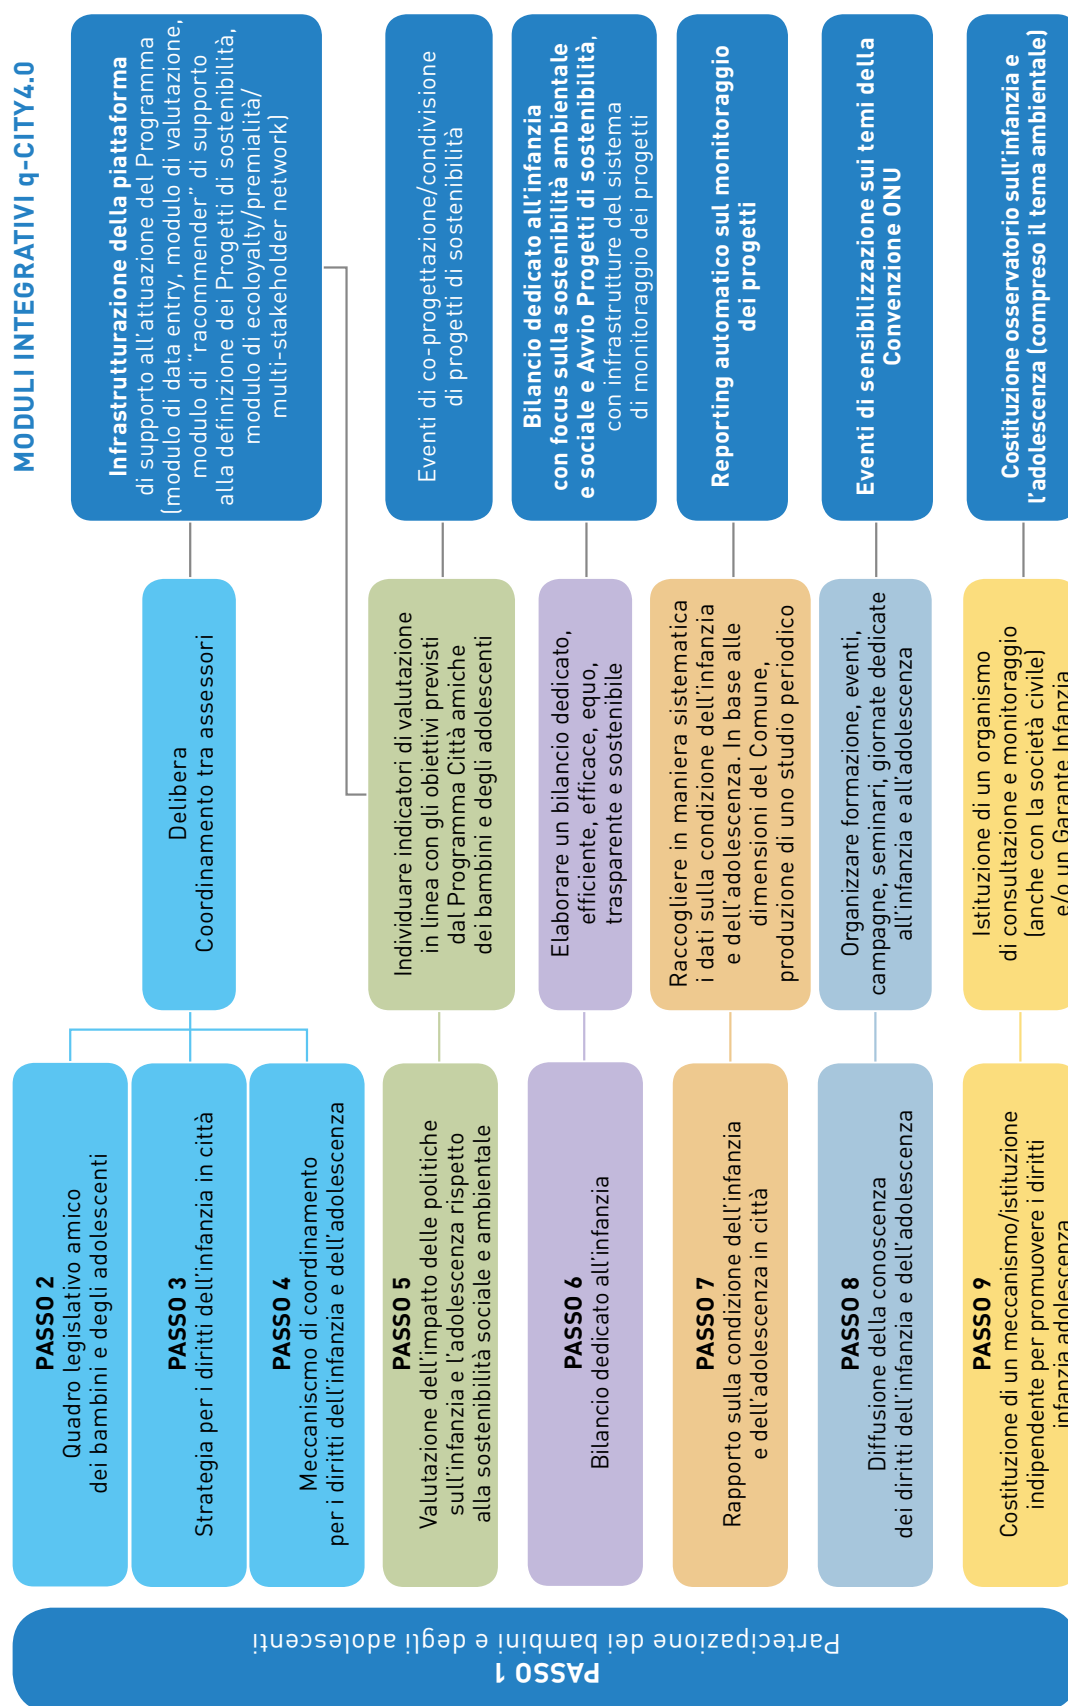 MODULI INTEGRATIVI q-CITY4.0
PASSO 1
Partecipazione dei bambini e degli adolescenti
PASSO 2
Quadro legislativo amico
dei bambini e degli adolescenti
PASSO 3
Strategia per i diritti dell'infanzia in città
PASSO 4
Meccaniscmo di coordinamento
per i diritti dell'infanzia e dell'adolescenza
Delibera
Coordinamento tra assessori
Infrastrutturazione della piattaforma
di supporto all'attuazione del Programma
(modulo di data entry, modulo di valutazione,
modulo di “racommender” di supporto
alla definizione dei Progetti di sostenibilità,
modulo di ecoloyalty/premialità/
multi-stakeholder network)
PASSO 5
Valutazione dell'impatto delle politiche
sull'infanzia e l'adolescenza rispetto
alla sostenibilità sociale e ambientale
Individuare indicatori di valutazione
in linea con gli obiettivi previsti
dal Programma Città amiche
dei bambini e degli adolescenti
Eventi di co-progettazione/condivisione
di progetti di sostenibilità
PASSO 6
Bilancio dedicato all'infanzia
Elaborare un bilancio dedicato,
efficiente, efficace, equo,
trasparente e sostenibile
Bilancio dedicato all'infanzia
con focus sulla sostenibilità ambientale
e sociale e Avvio Progetti di sostenibilità,
con infrastrutture del sistema
di monitoraggio dei progetti
PASSO 7
Rapporto sulla condizione dell'infanzia
e dell'adolescenza in città
Raccogliere in maniera sistematica
i dati sulla condizione dell'infanzia
e dell'adolescenza. In base alle
dimensioni del Comune,
produzione di uno studio periodico
Reporting automatico sul monitoraggio
dei progetti
PASSO 8
Diffusione della conoscenza
dei diritti dell'infanzia e dell'adolescenza
Organizzare formazione, eventi,
campagne, seminari, giornate dedicate
all'infanzia e all'adolescenza
Eventi di sensibilizzazione sui temi della
Convenzione ONU
PASSO 9
Costituzione di un meccanismo/istituzione
indipendente per promuovere i diritti
infanzia adolescenza
Istituzione di un organismo
di consultazione e monitoraggio
(anche con la società civile)
e/o un Garante Infanzia
Costituzione osservatorio sull'infanzia e
l'adolescenza (compreso il tema ambientale)